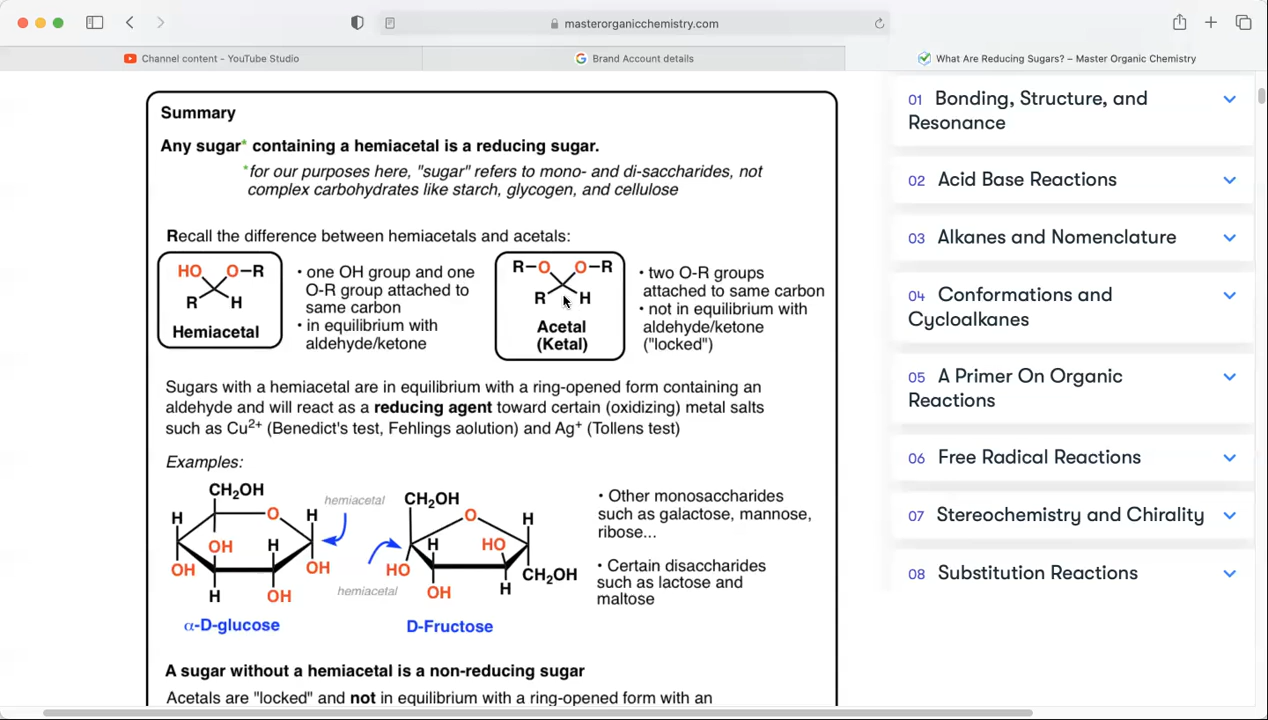 masterorganicchemistry.com
Channel content - YouTube Studio
Brand Account details
What Are Reducing Sugars? – Master Organic Chemistry
Summary
Any sugar* containing a hemiacetal is a reducing sugar.
*for our purposes here, "sugar" refers to mono- and di-saccharides, not
complex carbohydrates like starch, glycogen, and cellulose
Recall the difference between hemiacetals and acetals:
HO O–R
R H
Hemiacetal
• one OH group and one
O-R group attached to
same carbon
• in equilibrium with
aldehyde/ketone
R–O O–R
R H
Acetal
(Ketal)
• two O-R groups
attached to same carbon
• not in equilibrium with
aldehyde/ketone
("locked")
Sugars with a hemiacetal are in equilibrium with a ring-opened form containing an
aldehyde and will react as a reducing agent toward certain (oxidizing) metal salts
such as Cu2+ (Benedict's test, Fehlings aolution) and Ag+ (Tollens test)
Examples:
CH2OH
H O H
OH H
OH OH
H OH
α-D-glucose
hemiacetal
hemiacetal
CH2OH
O H
H HO
HO CH2OH
OH H
D-Fructose
• Other monosaccharides
such as galactose, mannose,
ribose...
• Certain disaccharides
such as lactose and
maltose
A sugar without a hemiacetal is a non-reducing sugar
Acetals are "locked" and not in equilibrium with a ring-opened form with an
01 Bonding, Structure, and
Resonance
02 Acid Base Reactions
03 Alkanes and Nomenclature
04 Conformations and
Cycloalkanes
05 A Primer On Organic
Reactions
06 Free Radical Reactions
07 Stereochemistry and Chirality
08 Substitution Reactions